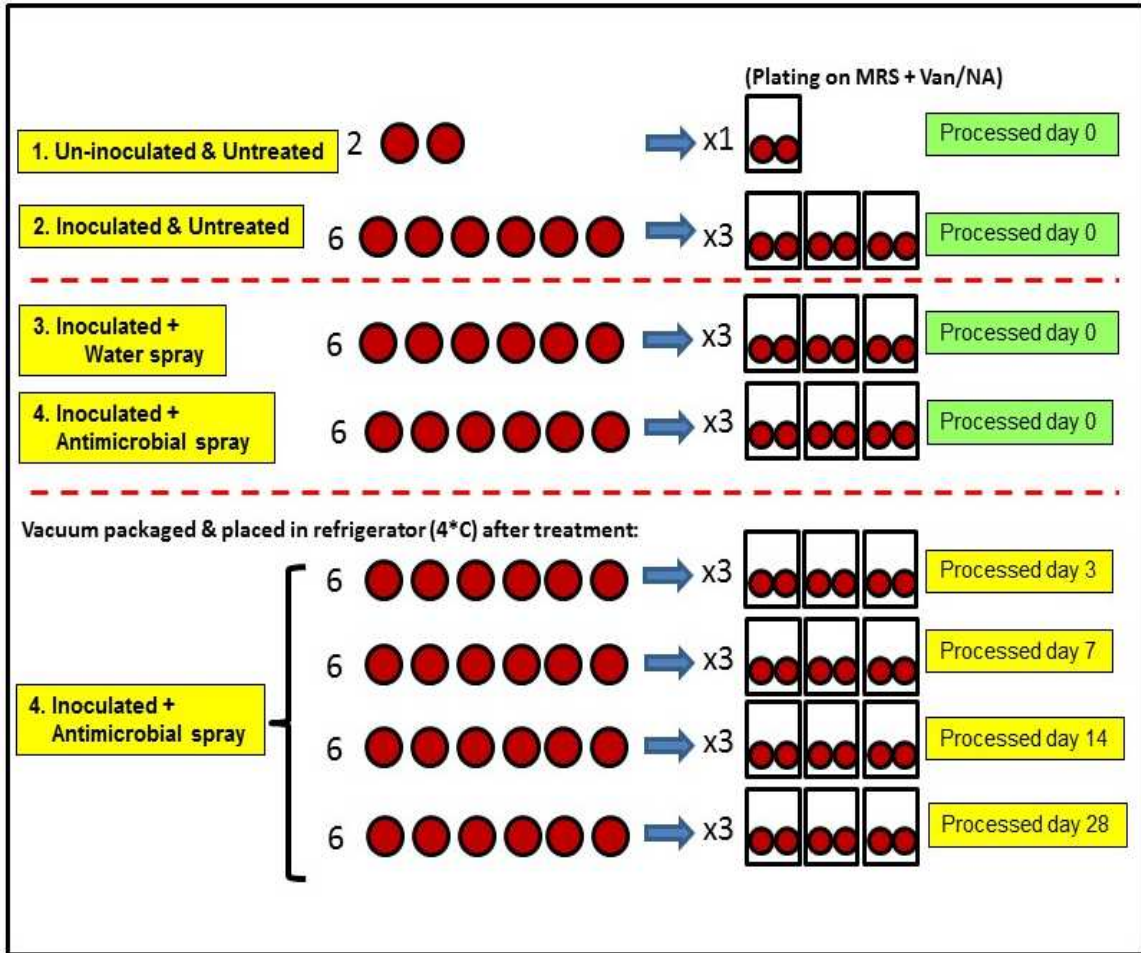 (Plating on MRS + Van/NA)
1. Un-inoculated & Untreated 2 x1 Processed day 0
2. Inoculated & Untreated 6 x3 Processed day 0
3. Inoculated +
Water spray 6 x3 Processed day 0
4. Inoculated +
Antimicrobial spray 6 x3 Processed day 0
Vacuum packaged & placed in refrigerator (4*C) after treatment:
6 x3 Processed day 3
6 x3 Processed day 7
4. Inoculated +
Antimicrobial spray
6 x3 Processed day 14
6 x3 Processed day 28